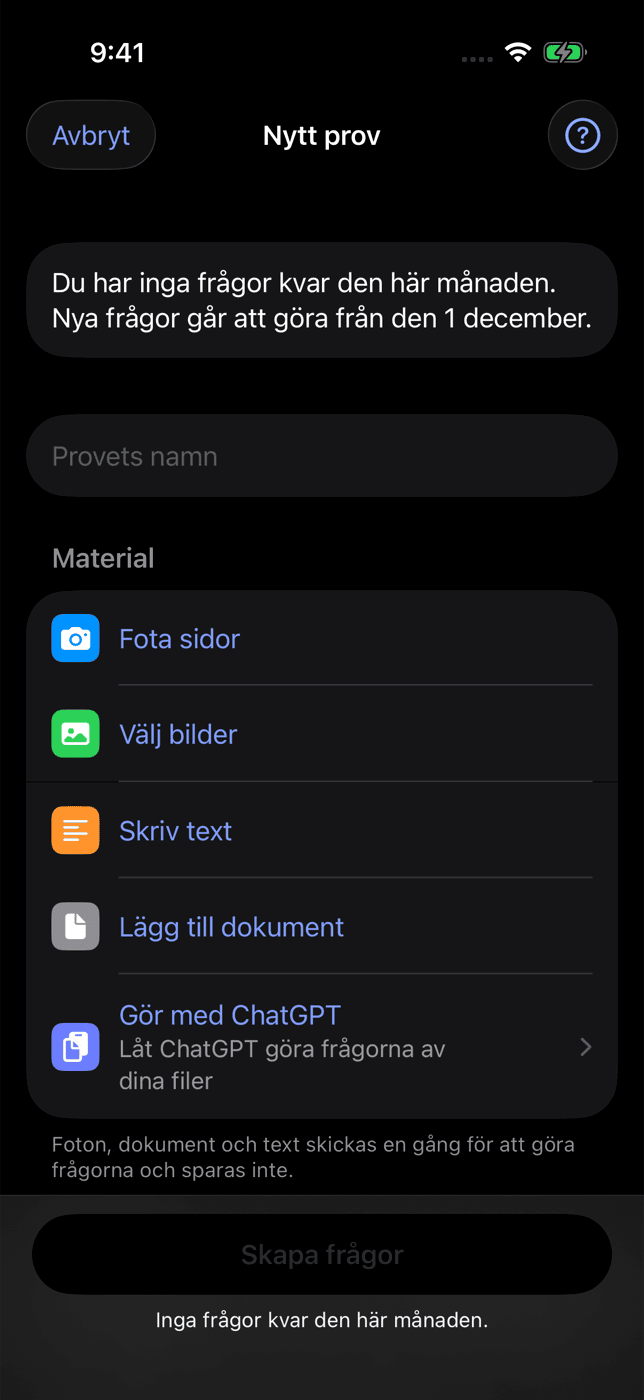 9:41
Avbryt
Nytt prov
?
Du har inga frågor kvar den här månaden.
Nya frågor går att göra från den 1 december.
Provets namn
Material
Fota sidor
Välj bilder
Skriv text
Lägg till dokument
Gör med ChatGPT
Låt ChatGPT göra frågorna av
dina filer
Foton, dokument och text skickas en gång för att göra
frågorna och sparas inte.
Skapa frågor
Inga frågor kvar den här månaden.